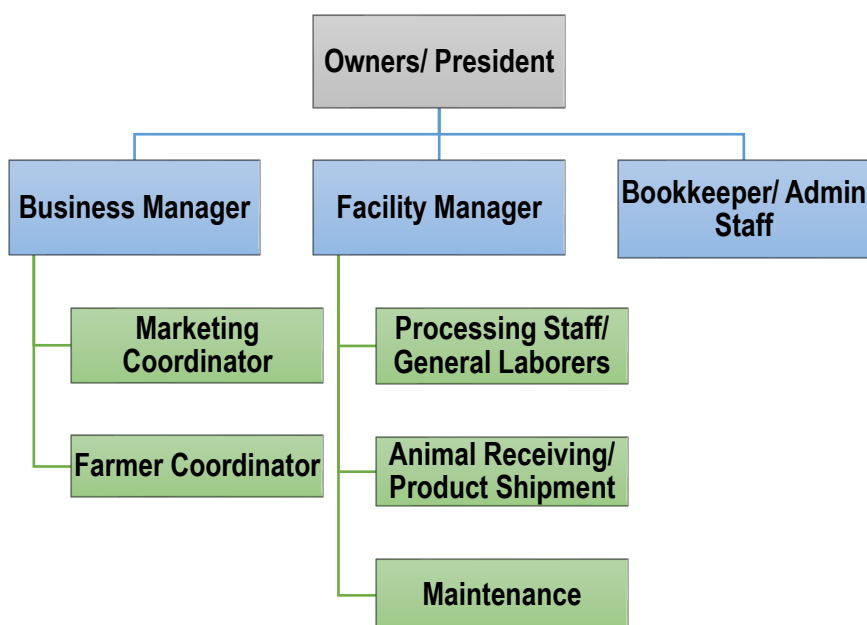 Owners/ President
Business Manager
Facility Manager
Bookkeeper/ Admin
Staff
Marketing
Coordinator
Farmer Coordinator
Processing Staff/
General Laborers
Animal Receiving/
Product Shipment
Maintenance